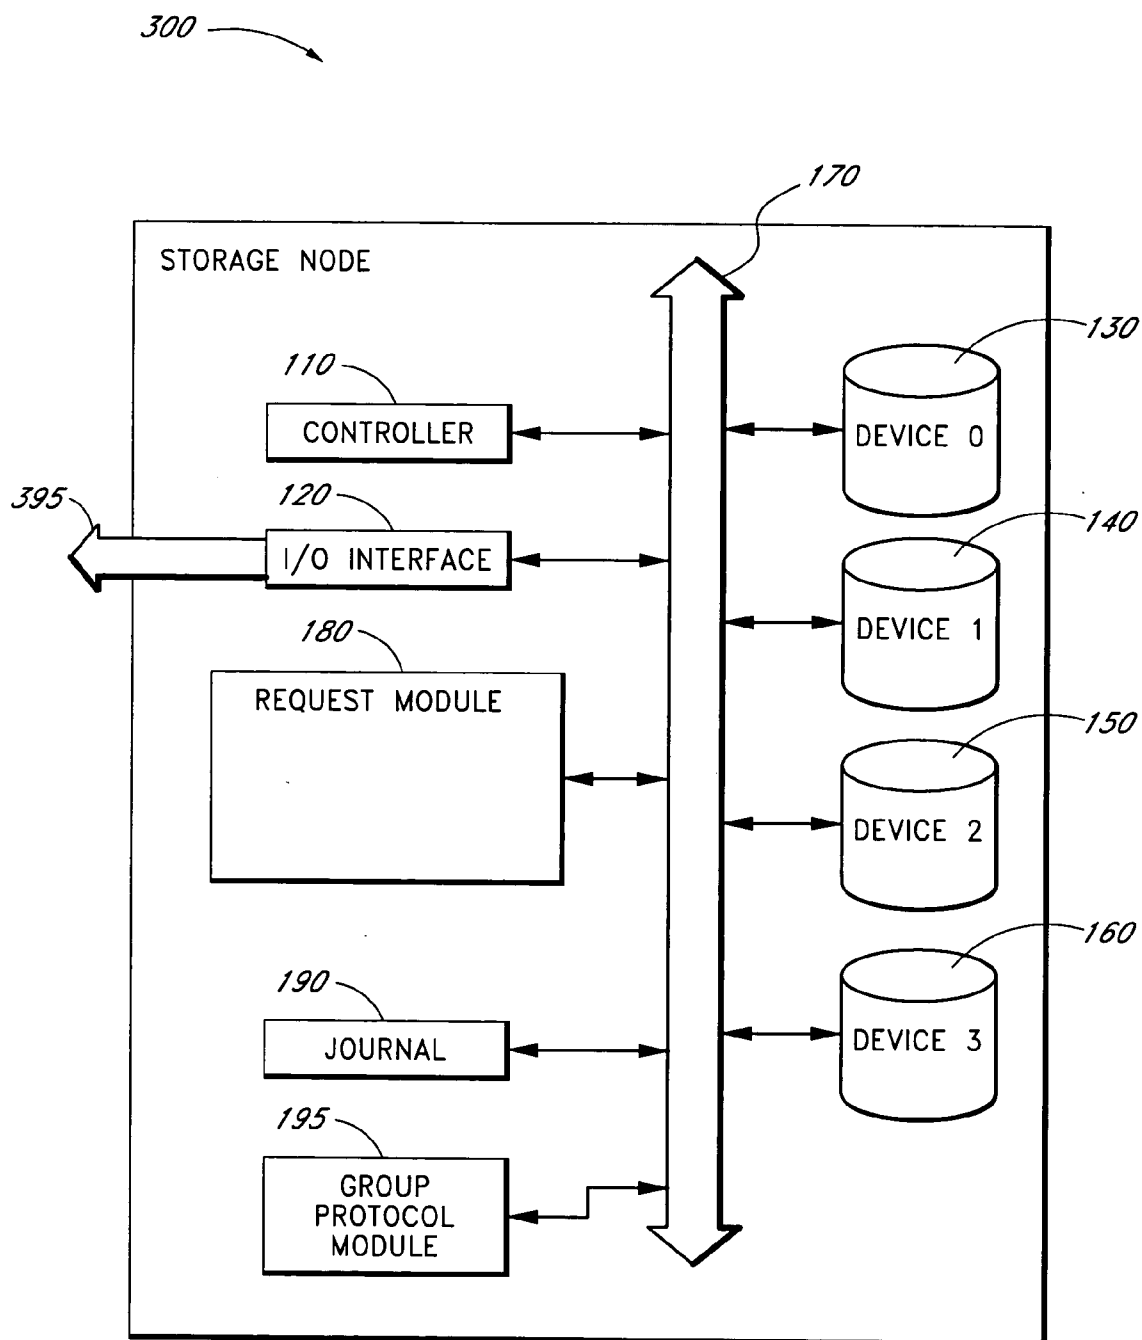 300
170
STORAGE NODE
130
110
CONTROLLER
DEVICE 0
395
120
I/O INTERFACE
140
DEVICE 1
180
REQUEST MODULE
150
DEVICE 2
160
190
JOURNAL
DEVICE 3
195
GROUP
PROTOCOL
MODULE